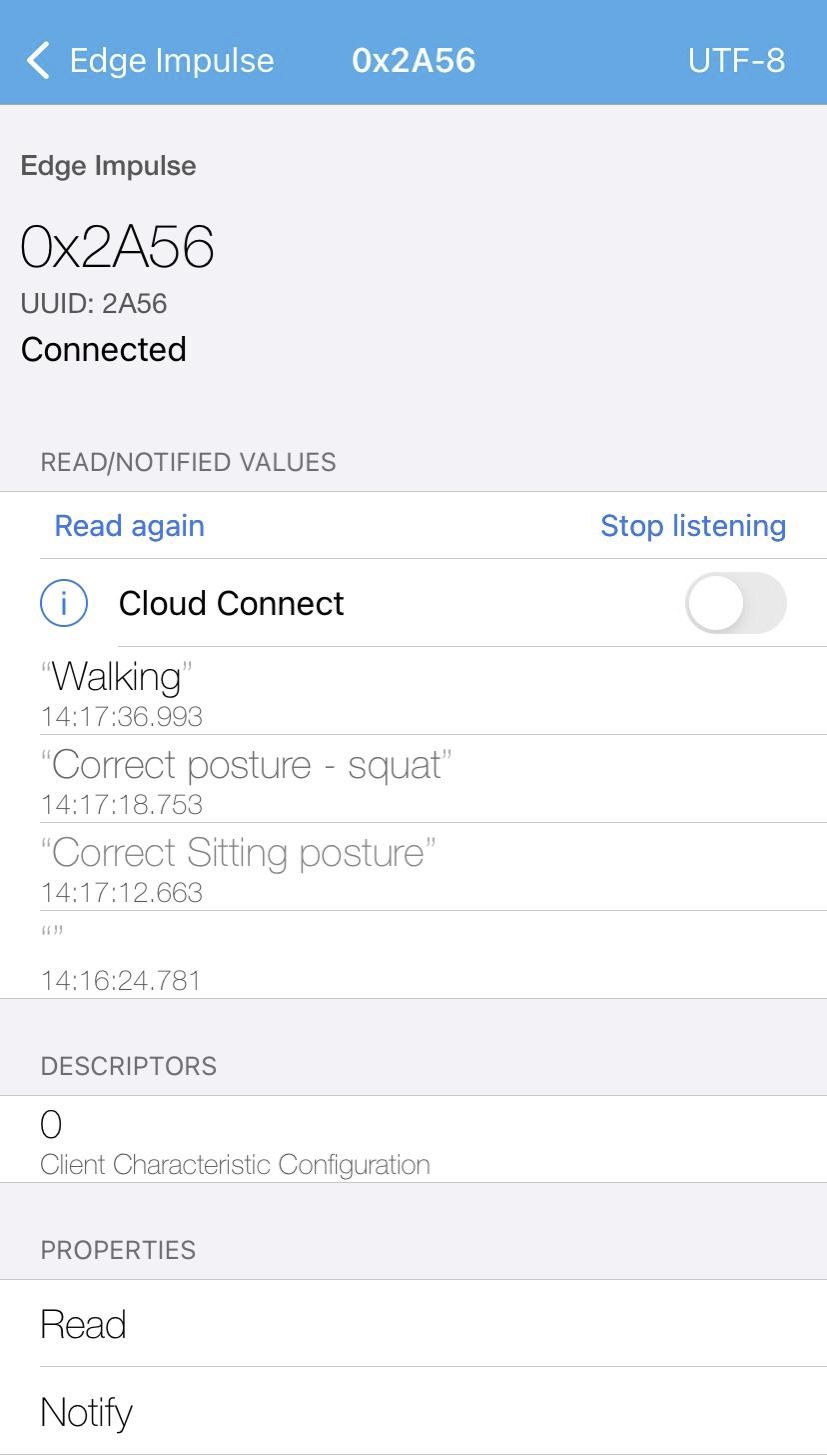 Edge Impulse 0x2A56 UTF-8
Edge Impulse
0x2A56
UUID: 2A56
Connected
READ/NOTIFIED VALUES
Read again Stop listening
i Cloud Connect
“Walking”
14:17:36.993
“Correct posture - squat”
14:17:18.753
“Correct Sitting posture”
14:17:12.663
“”
14:16:24.781
DESCRIPTORS
0
Client Characteristic Configuration
PROPERTIES
Read
Notify